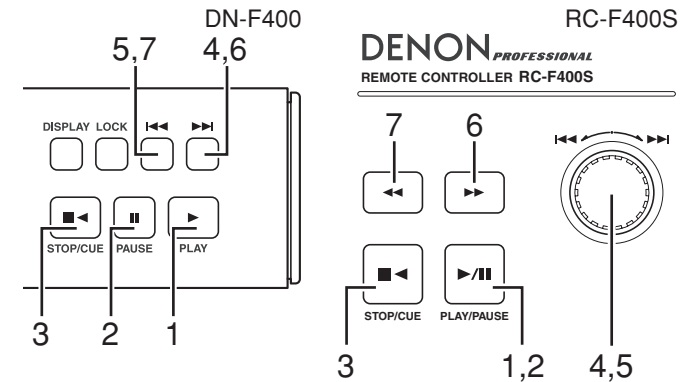 DN-F400
5,7 4,6
DISPLAY LOCK
STOP/CUE PAUSE PLAY
3 2 1
RC-F400S
DENON PROFESSIONAL
REMOTE CONTROLLER RC-F400S
7 6
STOP/CUE PLAY/PAUSE
3 1,2 4,5